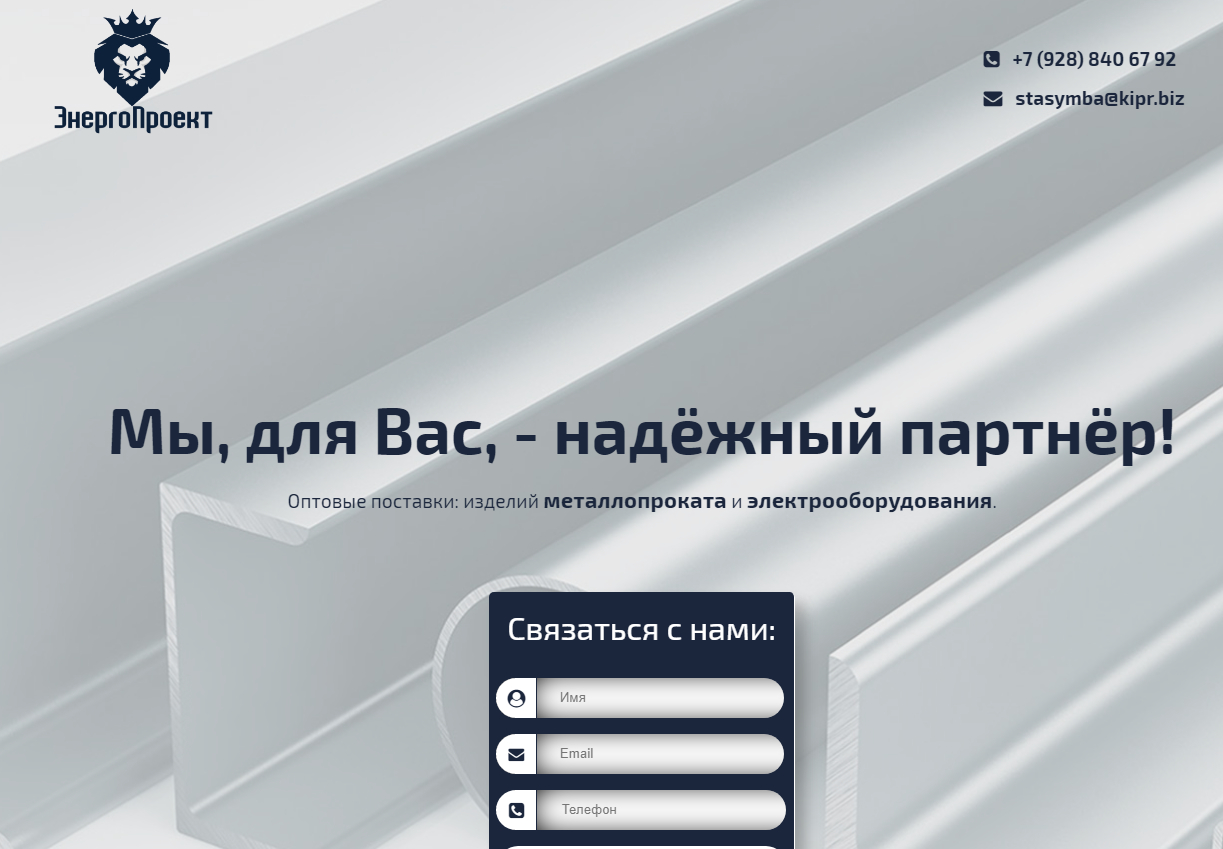 ЭнергоПроект
+7 (928) 840 67 92
stasymba@kipr.biz
Мы, для Вас, - надёжный партнёр!
Оптовые поставки: изделий металлопроката и электрооборудования.
Связаться с нами:
Имя
Email
Телефон